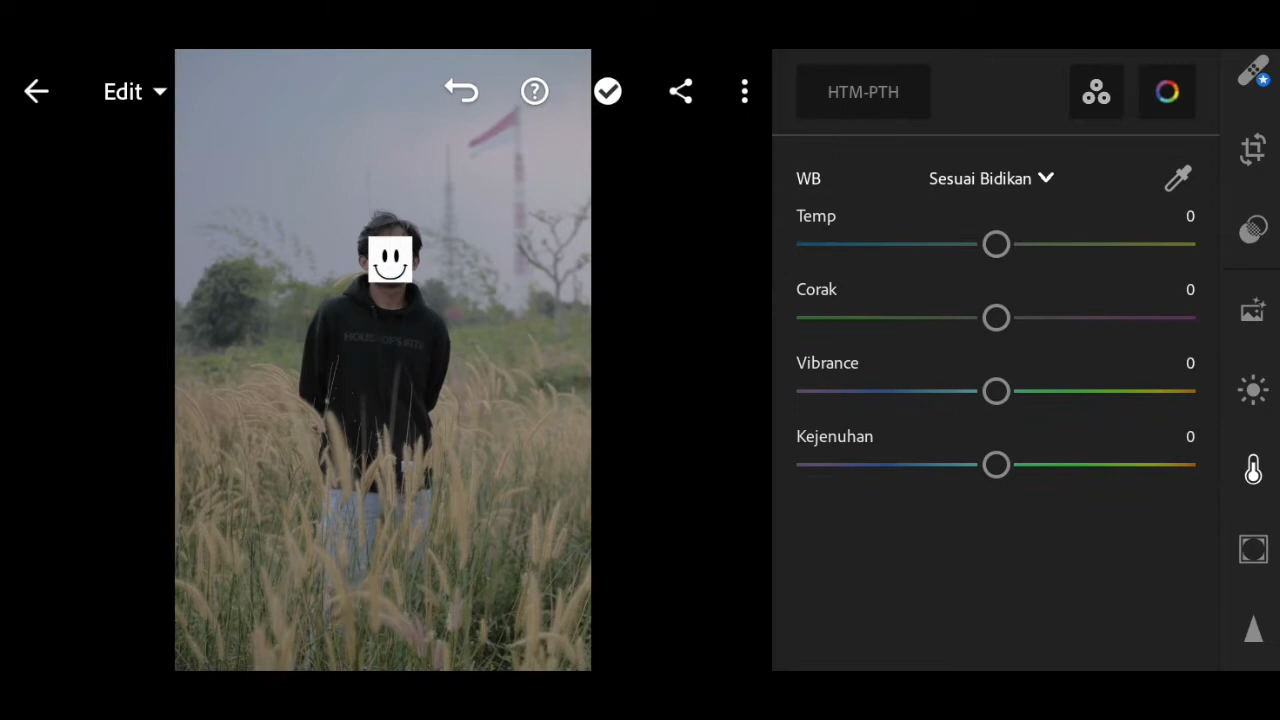 Edit
HTM-PTH
WB
Sesuai Bidikan
Temp
0
Corak
0
Vibrance
0
Kejenuhan
0